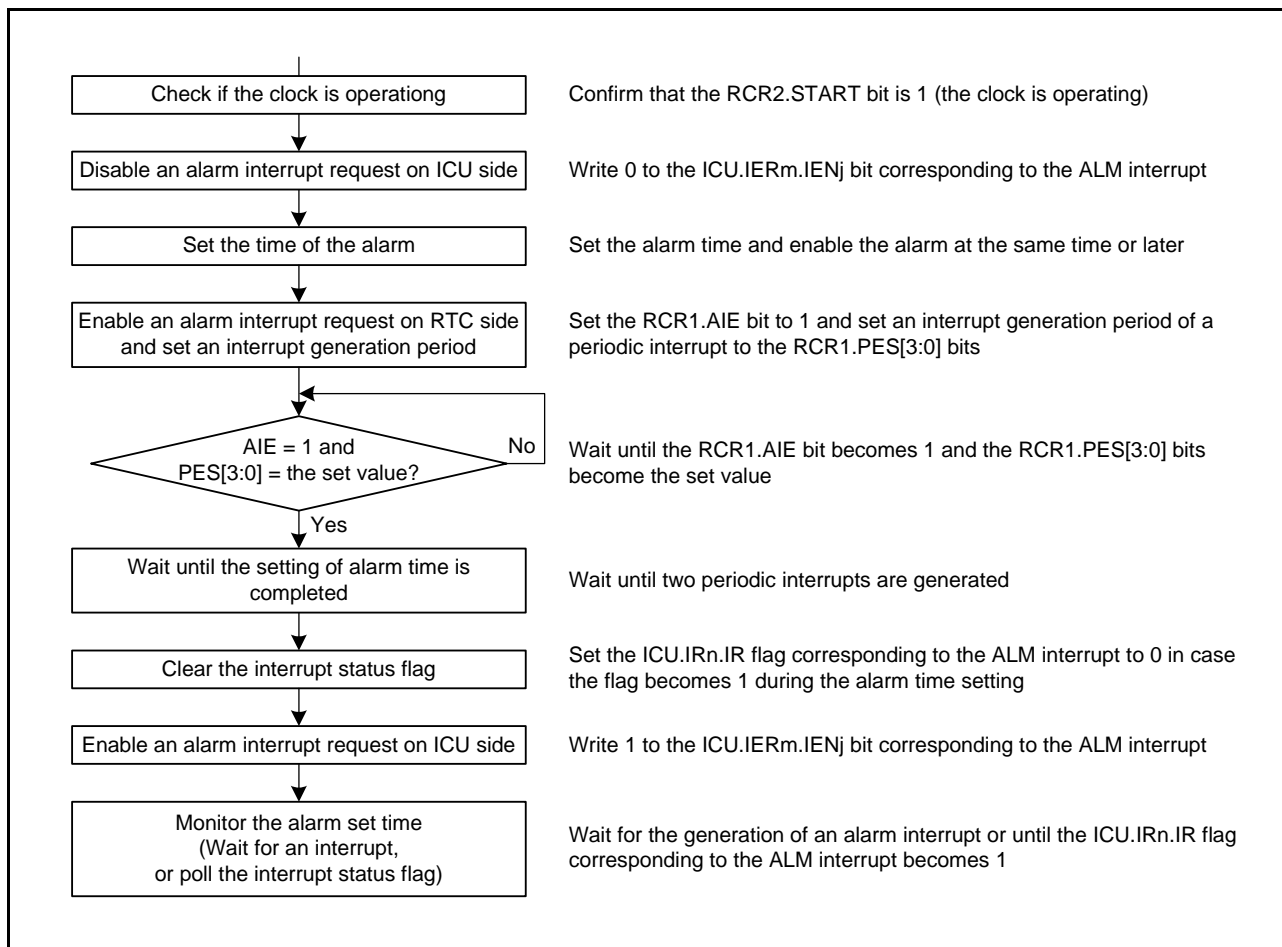 Check if the clock is operationg
Confirm that the RCR2.START bit is 1 (the clock is operating)
Disable an alarm interrupt request on ICU side
Write 0 to the ICU.IERm.IENj bit corresponding to the ALM interrupt
Set the time of the alarm
Set the alarm time and enable the alarm at the same time or later
Enable an alarm interrupt request on RTC side
and set an interrupt generation period
Set the RCR1.AIE bit to 1 and set an interrupt generation period of a
periodic interrupt to the RCR1.PES[3:0] bits
AIE = 1 and
PES[3:0] = the set value?
No
Wait until the RCR1.AIE bit becomes 1 and the RCR1.PES[3:0] bits
become the set value
Yes
Wait until the setting of alarm time is
completed
Wait until two periodic interrupts are generated
Clear the interrupt status flag
Set the ICU.IRn.IR flag corresponding to the ALM interrupt to 0 in case
the flag becomes 1 during the alarm time setting
Enable an alarm interrupt request on ICU side
Write 1 to the ICU.IERm.IENj bit corresponding to the ALM interrupt
Monitor the alarm set time
(Wait for an interrupt,
or poll the interrupt status flag)
Wait for the generation of an alarm interrupt or until the ICU.IRn.IR flag
corresponding to the ALM interrupt becomes 1